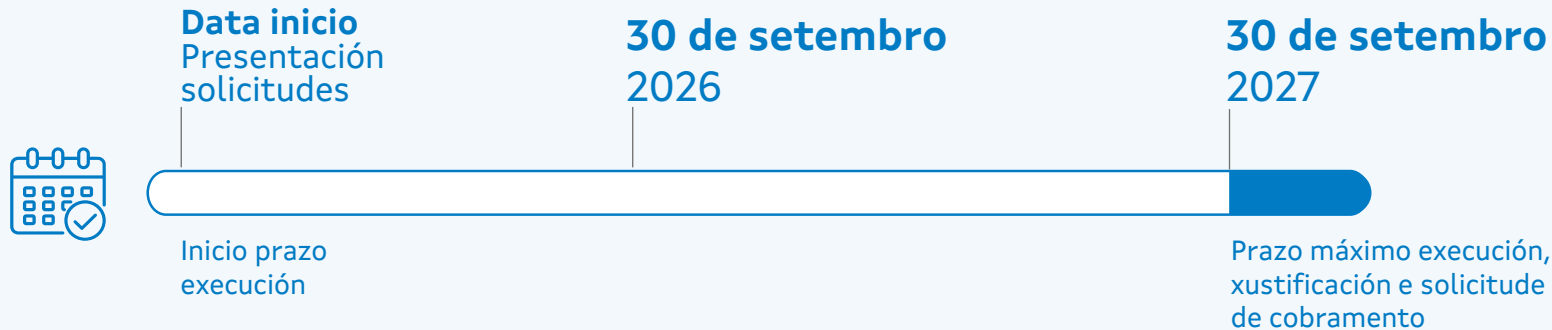 Data inicio
Presentación
solicitudes
30 de setembro
2026
30 de setembro
2027
Inicio prazo
execución
Prazo máximo execución,
xustificación e solicitude
de cobramento